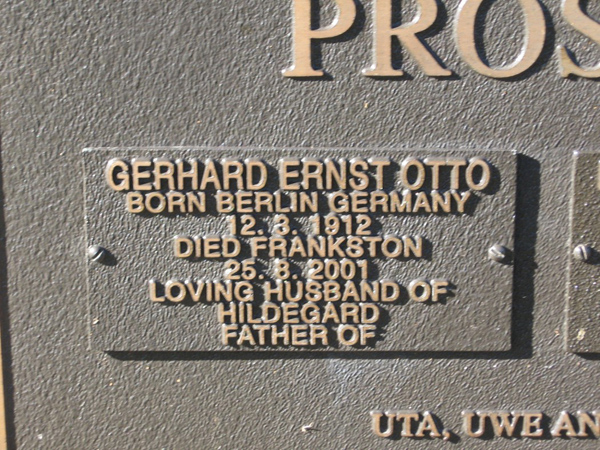 PROS
GERHARD ERNST OTTO
BORN BERLIN GERMANY
12. 3. 1912
DIED FRANKSTON
25. 8. 2001
LOVING HUSBAND OF
HILDEGARD
FATHER OF
UTA, UWE AN